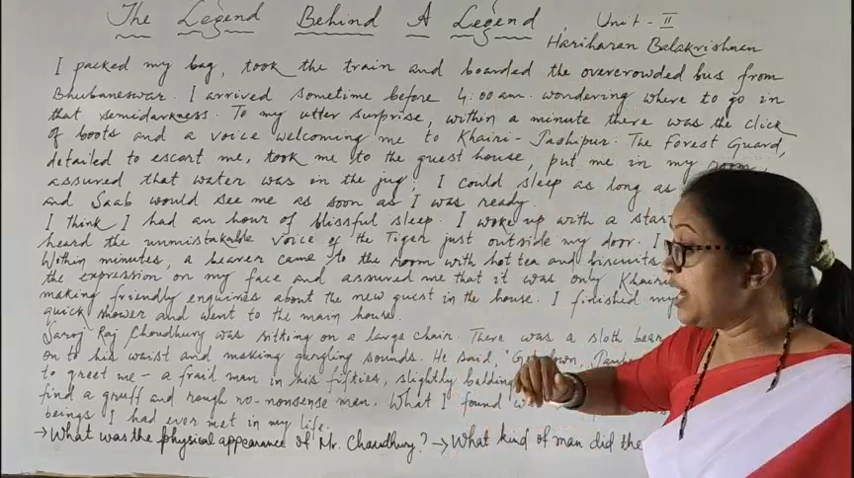 The Legend Behind A Legend, Unit - II
Hariharan Balakrishnan
I packed my bag, took the train and boarded the overcrowded bus from
Bhubaneswar. I arrived sometime before 4:00 am. wondering where to go in
that semidarkness. To my utter surprise, within a minute there was the click
of boots and a voice welcoming me to Khairi-Jashipur. The Forest Guard,
detailed to escort me, took me to the guest house, put me in my room,
assured that water was in the jug; I could sleep as long as
and Saab would see me as soon as I was ready.
I think I had an hour of blissful sleep. I woke up with a start
heard the unmistakable voice of the Tiger just outside my door. I
Within minutes, a bearer came to the room with hot tea and biscuits
the expression on my face and assured me that it was only Khairi
making friendly enquiries about the new guest in the house. I finished my
quick shower and went to the main house.
Saroj Raj Choudhury was sitting on a large chair. There was a sloth bear
on to his waist and making gurgling sounds. He said, "Get down,
to greet me - a fraid man in his fifties, slightly balding
find a gruff and rough no-nonsense man. What I found
beings I had ever met in my life.
→What was the physical appearance of Mr. Chaudhury? →What kind of man did the